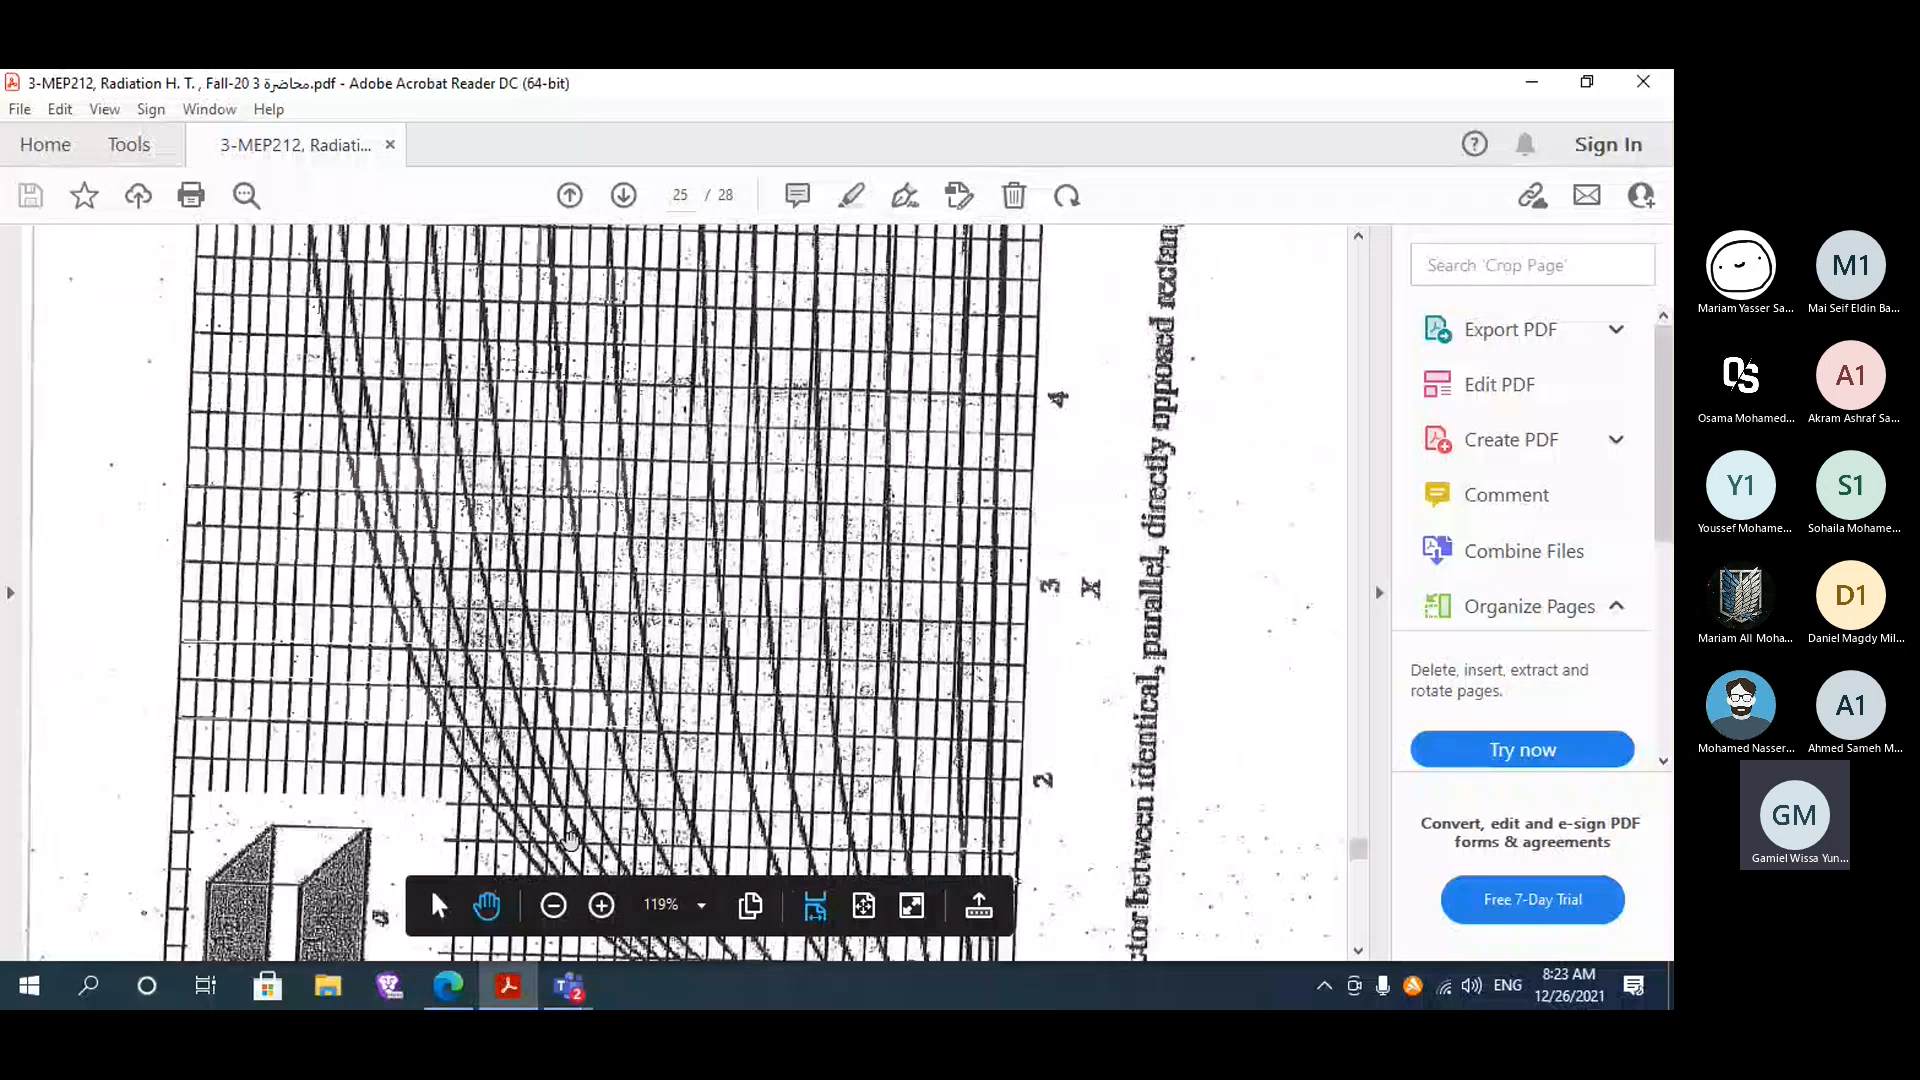 3-MEP212, Radiation H. T. , Fall-20 3 محاضرة.pdf - Adobe Acrobat Reader DC (64-bit)
File Edit View Sign Window Help
Home Tools 3-MEP212, Radiati... Sign In
25 / 28
Search 'Crop Page'
Export PDF
Edit PDF
Create PDF
Comment
Combine Files
Organize Pages
Delete, insert, extract and
rotate pages.
Try now
Convert, edit and e-sign PDF
forms & agreements
Free 7-Day Trial
4
3
X
2
tor between identical, parallel, directly opposed rectan
119%
2
ENG
8:23 AM
12/26/2021
Mariam Yasser Sa...
M1
Mai Seif Eldin Ba...
OS
Osama Mohamed...
A1
Akram Ashraf Sa...
Y1
Youssef Mohame...
S1
Sohaila Mohame...
Mariam Ali Moha...
D1
Daniel Magdy Mil...
Mohamed Nasser...
A1
Ahmed Sameh M...
GM
Gamiel Wissa Yun...